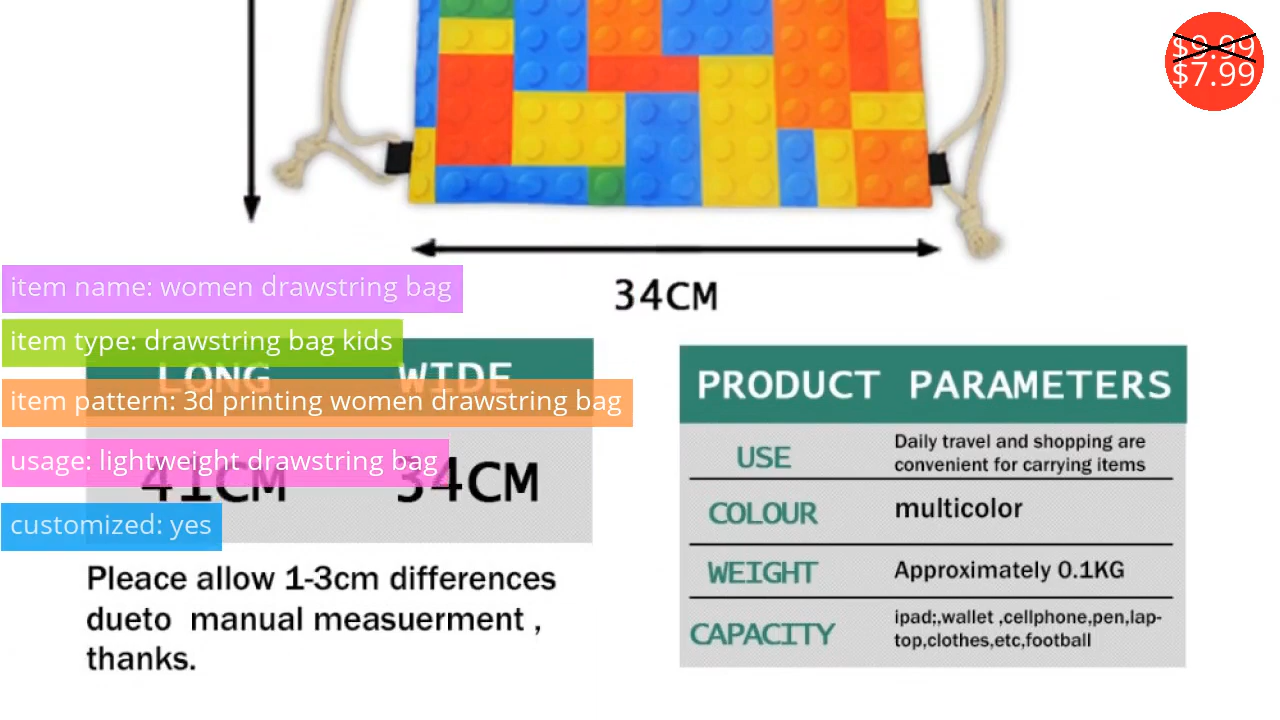 $9.99
$7.99
34CM
item name: women drawstring bag
item type: drawstring bag kids
LONG WIDE
item pattern: 3d printing women drawstring bag
usage: lightweight drawstring bag
41CM 34CM
customized: yes
Pleace allow 1-3cm differences
dueto manual measuerment ,
thanks.
PRODUCT PARAMETERS
USE
Daily travel and shopping are
convenient for carrying items
COLOUR multicolor
WEIGHT Approximately 0.1KG
CAPACITY
ipad;,wallet ,cellphone,pen,lap-
top,clothes,etc,football